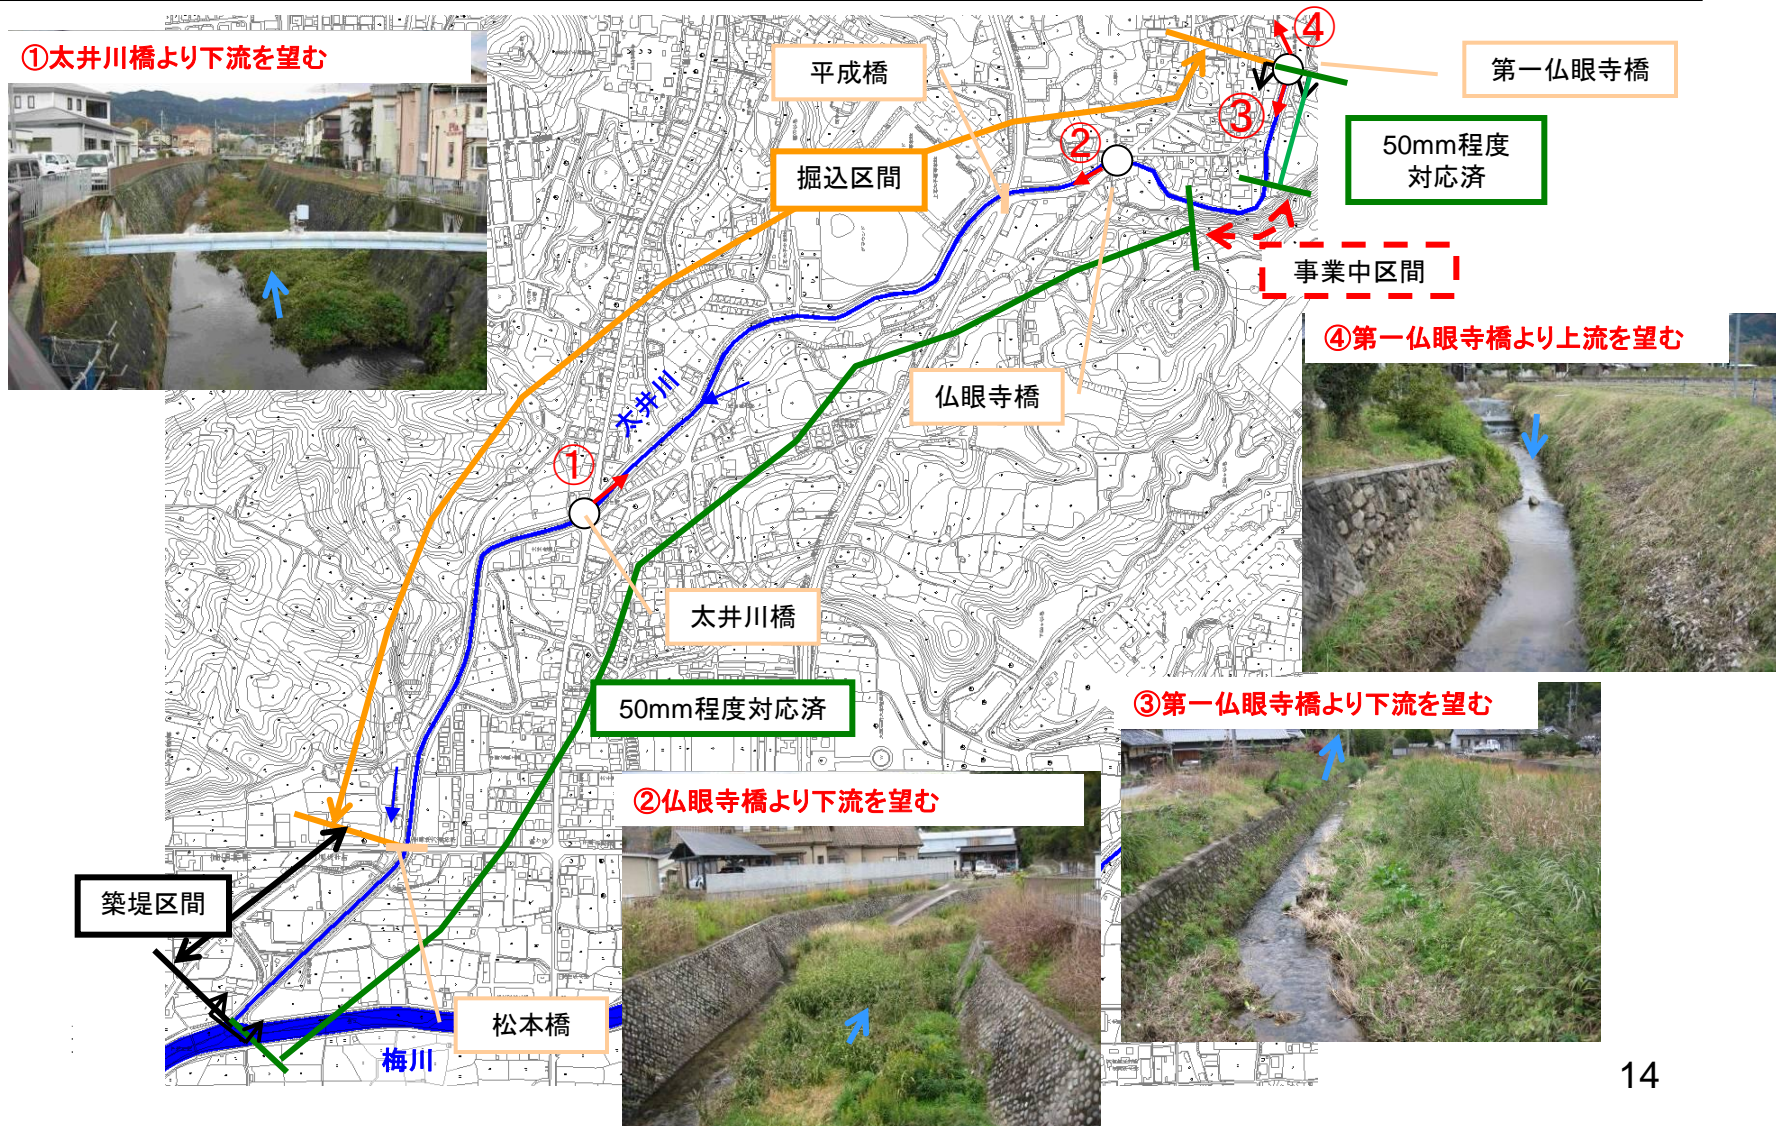 ①太井川橋より下流を望む
平成橋
④
第一仏眼寺橋
③
②
50mm程度
対応済
掘込区間
事業中区間
④第一仏眼寺橋より上流を望む
仏眼寺橋
太井川
①
太井川橋
50mm程度対応済
③第一仏眼寺橋より下流を望む
②仏眼寺橋より下流を望む
築堤区間
松本橋
梅川
14